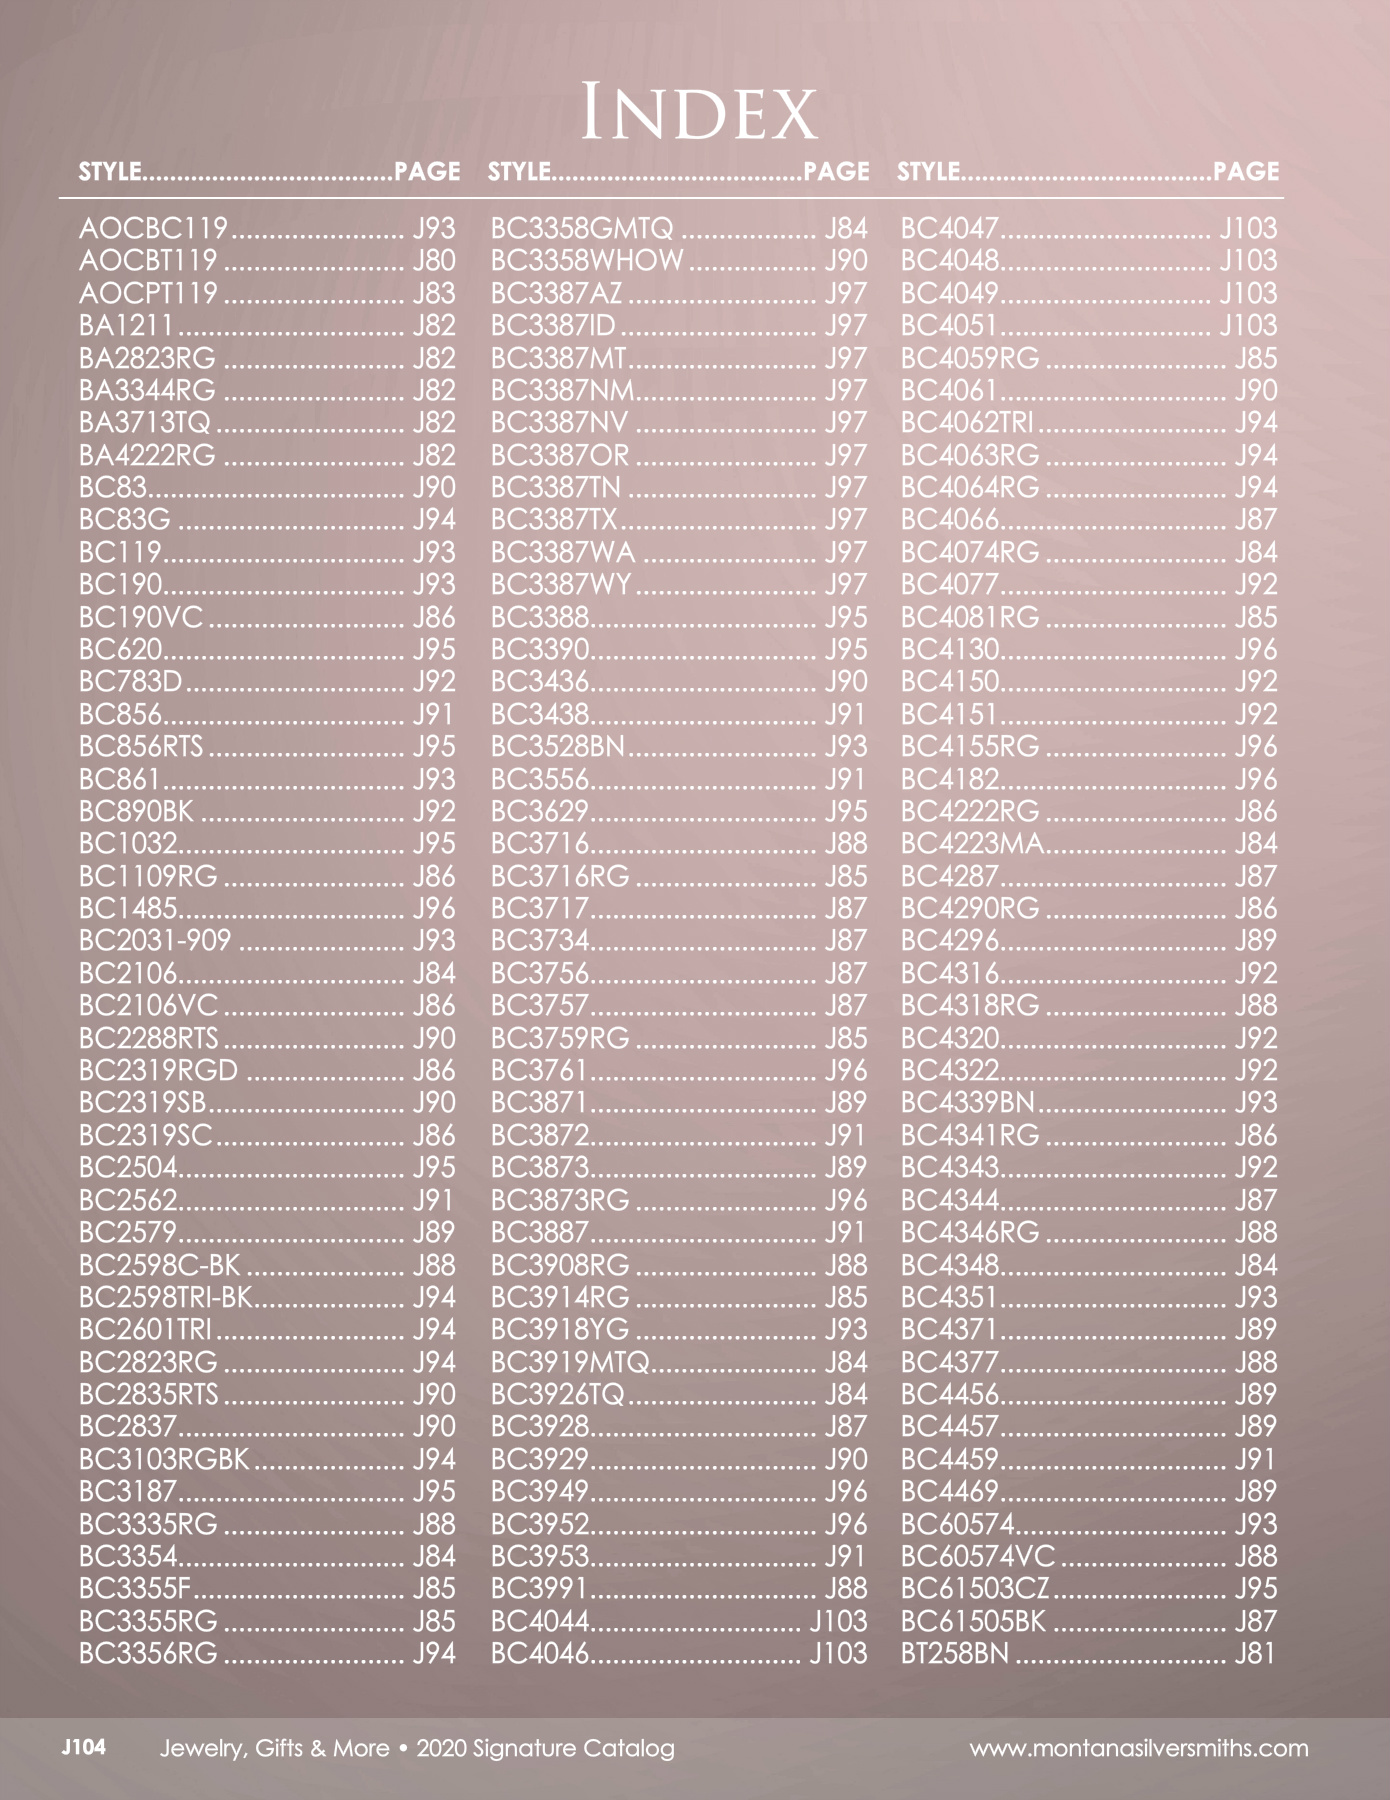 INDEX
STYLE....................................PAGE
AOCBC119....................... J93
AOCBT119 ........................ J80
AOCPT119 ........................ J83
BA1211.............................. J82
BA2823RG ........................ J82
BA3344RG ........................ J82
BA3713TQ ......................... J82
BA4222RG ........................ J82
BC83.................................. J90
BC83G .............................. J94
BC119................................ J93
BC190................................ J93
BC190VC .......................... J86
BC620................................ J95
BC783D............................. J92
BC856................................ J91
BC856RTS .......................... J95
BC861................................ J93
BC890BK ........................... J92
BC1032.............................. J95
BC1109RG ........................ J86
BC1485.............................. J96
BC2031-909 ...................... J93
BC2106.............................. J84
BC2106VC ........................ J86
BC2288RTS ........................ J90
BC2319RGD ..................... J86
BC2319SB.......................... J90
BC2319SC......................... J86
BC2504.............................. J95
BC2562.............................. J91
BC2579.............................. J89
BC2598C-BK ..................... J88
BC2598TRI-BK.................... J94
BC2601TRI ......................... J94
BC2823RG ........................ J94
BC2835RTS ........................ J90
BC2837.............................. J90
BC3103RGBK.................... J94
BC3187.............................. J95
BC3335RG ........................ J88
BC3354.............................. J84
BC3355F............................ J85
BC3355RG ........................ J85
BC3356RG ........................ J94
STYLE....................................PAGE
BC3358GMTQ .................. J84
BC3358WHOW ................. J90
BC3387AZ ......................... J97
BC3387ID .......................... J97
BC3387MT......................... J97
BC3387NM........................ J97
BC3387NV ........................ J97
BC3387OR ........................ J97
BC3387TN ......................... J97
BC3387TX.......................... J97
BC3387WA ....................... J97
BC3387WY ........................ J97
BC3388.............................. J95
BC3390.............................. J95
BC3436.............................. J90
BC3438.............................. J91
BC3528BN......................... J93
BC3556.............................. J91
BC3629.............................. J95
BC3716.............................. J88
BC3716RG ........................ J85
BC3717.............................. J87
BC3734.............................. J87
BC3756.............................. J87
BC3757.............................. J87
BC3759RG ........................ J85
BC3761.............................. J96
BC3871.............................. J89
BC3872.............................. J91
BC3873.............................. J89
BC3873RG ........................ J96
BC3887.............................. J91
BC3908RG ........................ J88
BC3914RG ........................ J85
BC3918YG ........................ J93
BC3919MTQ...................... J84
BC3926TQ......................... J84
BC3928.............................. J87
BC3929.............................. J90
BC3949.............................. J96
BC3952.............................. J96
BC3953.............................. J91
BC3991.............................. J88
BC4044............................ J103
BC4046............................ J103
STYLE....................................PAGE
BC4047............................ J103
BC4048............................ J103
BC4049............................ J103
BC4051............................ J103
BC4059RG ........................ J85
BC4061.............................. J90
BC4062TRI ......................... J94
BC4063RG ........................ J94
BC4064RG ........................ J94
BC4066.............................. J87
BC4074RG ........................ J84
BC4077.............................. J92
BC4081RG ........................ J85
BC4130.............................. J96
BC4150.............................. J92
BC4151.............................. J92
BC4155RG ........................ J96
BC4182.............................. J96
BC4222RG ........................ J86
BC4223MA........................ J84
BC4287.............................. J87
BC4290RG ........................ J86
BC4296.............................. J89
BC4316.............................. J92
BC4318RG ........................ J88
BC4320.............................. J92
BC4322.............................. J92
BC4339BN......................... J93
BC4341RG ........................ J86
BC4343.............................. J92
BC4344.............................. J87
BC4346RG ........................ J88
BC4348.............................. J84
BC4351.............................. J93
BC4371.............................. J89
BC4377.............................. J88
BC4456.............................. J89
BC4457.............................. J89
BC4459.............................. J91
BC4469.............................. J89
BC60574............................ J93
BC60574VC ...................... J88
BC61503CZ....................... J95
BC61505BK ....................... J87
BT258BN ............................ J81
J104 Jewelry, Gifts & More • 2020 Signature Catalog www.montanasilversmiths.com